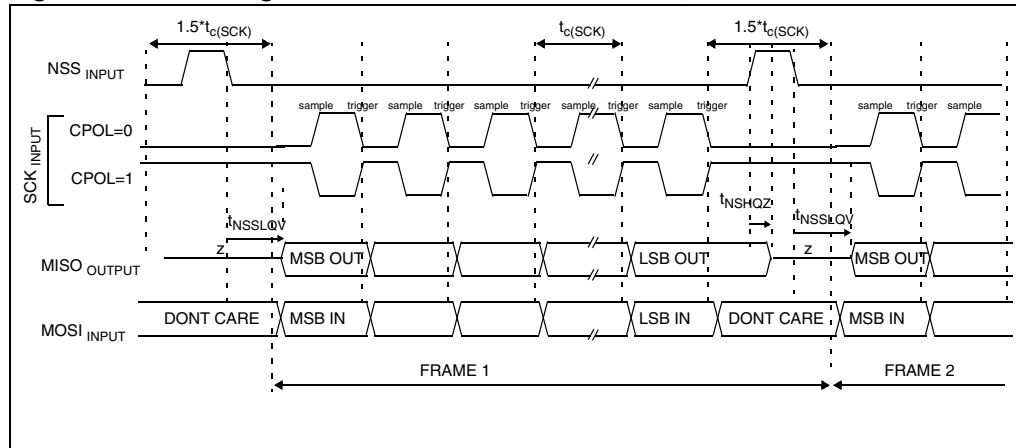 1.5*tc(SCK) tc(SCK) 1.5*tc(SCK)
NSS INPUT
sample trigger sample trigger sample trigger sample trigger sample trigger sample trigger sample
SCK INPUT
CPOL=0
CPOL=1
tNSSLQV tNSHQZ tNSSLQV
MISO OUTPUT z MSB OUT LSB OUT z MSB OUT
MOSI INPUT DONT CARE MSB IN LSB IN DONT CARE MSB IN
FRAME 1 FRAME 2